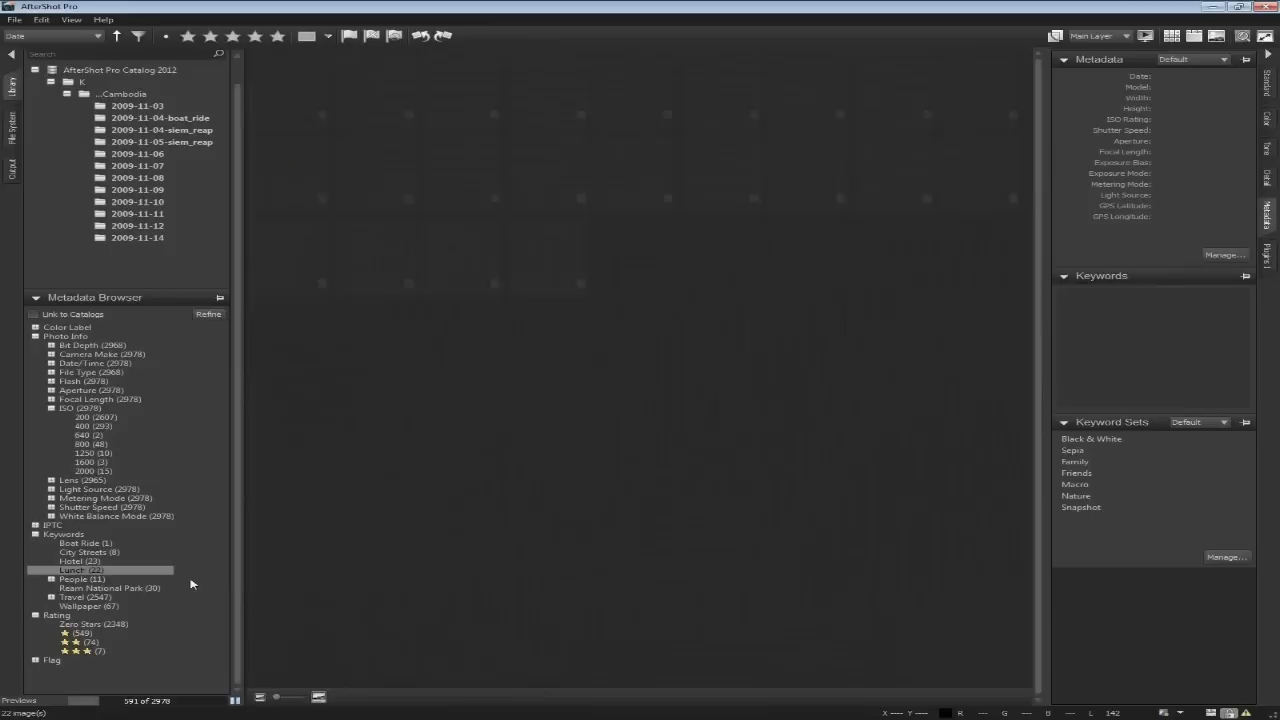 AfterShot Pro
File Edit View Help
Date
Main Layer
Search
Library
File System
Output
AfterShot Pro Catalog 2012
K
...Cambodia
2009-11-03
2009-11-04-boat_ride
2009-11-04-siem_reap
2009-11-05-siem_reap
2009-11-06
2009-11-07
2009-11-08
2009-11-09
2009-11-10
2009-11-11
2009-11-12
2009-11-14
Metadata Browser
Link to Catalogs Refine
Color Label
Photo Info
Bit Depth (2968)
Camera Make (2978)
Date/Time (2978)
File Type (2968)
Flash (2978)
Aperture (2978)
Focal Length (2978)
ISO (2978)
200 (2607)
400 (293)
640 (2)
800 (48)
1250 (10)
1600 (3)
2000 (15)
Lens (2965)
Light Source (2978)
Metering Mode (2978)
Shutter Speed (2978)
White Balance Mode (2978)
IPTC
Keywords
Boat Ride (1)
City Streets (8)
Hotel (23)
Lunch (22)
People (11)
Ream National Park (30)
Travel (2547)
Wallpaper (67)
Rating
Zero Stars (2348)
(549)
(74)
(7)
Flag
Previews 591 of 2978
22 image(s)
Metadata Default
Date:
Model:
Width:
Height:
ISO Rating:
Shutter Speed:
Aperture:
Focal Length:
Exposure Bias:
Exposure Mode:
Metering Mode:
Light Source:
GPS Latitude:
GPS Longitude:
Manage...
Keywords
Keyword Sets Default
Black & White
Sepia
Family
Friends
Macro
Nature
Snapshot
Manage...
Standard
Color
Tone
Detail
Metadata
Plugins
X ---- Y ---- R --- G --- B --- L 142